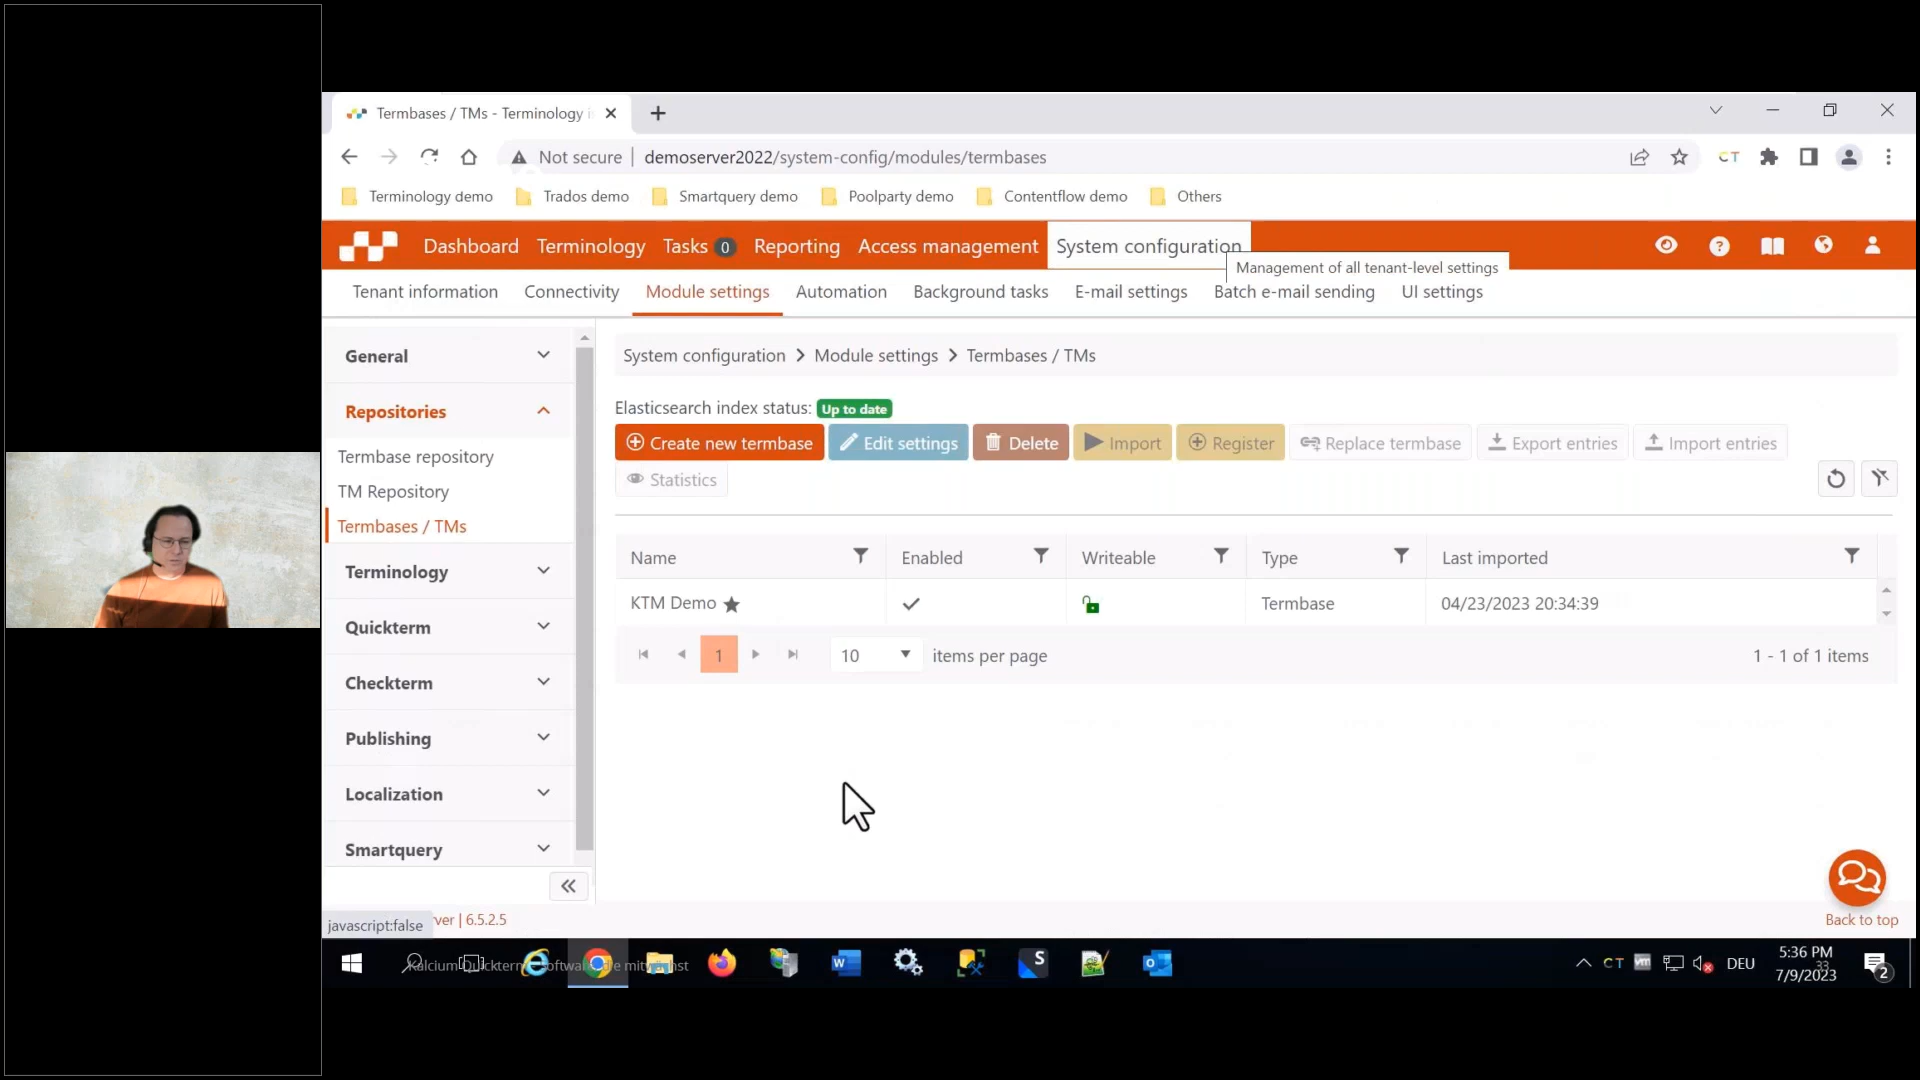 Termbases / TMs - Terminology i
Not secure
demoserver2022/system-config/modules/termbases
CT
Terminology demo
Trados demo
Smartquery demo
Poolparty demo
Contentflow demo
Others
Dashboard
Terminology
Tasks 0
Reporting
Access management
System configuration
Management of all tenant-level settings
Tenant information
Connectivity
Module settings
Automation
Background tasks
E-mail settings
Batch e-mail sending
UI settings
General
Repositories
Termbase repository
TM Repository
Termbases / TMs
Terminology
Quickterm
Checkterm
Publishing
Localization
Smartquery
System configuration > Module settings > Termbases / TMs
Elasticsearch index status: Up to date
Create new termbase
Edit settings
Delete
Import
Register
Replace termbase
Export entries
Import entries
Statistics
Name
Enabled
Writeable
Type
Last imported
KTM Demo
Termbase
04/23/2023 20:34:39
1
10
items per page
1 - 1 of 1 items
Back to top
javascript:false
ver | 6.5.2.5
Kalcium Quickterm
CT
DEU
5:36 PM
7/9/2023
33
2